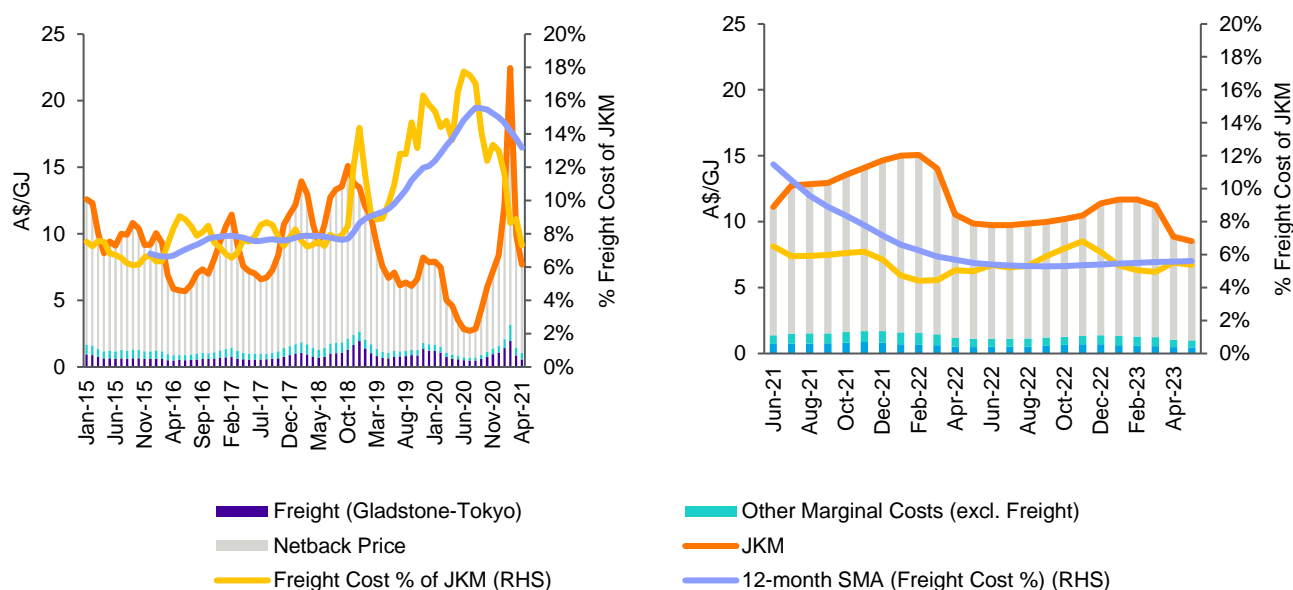 25
20
15
10
5
0
A$/GJ
20%
18%
16%
14%
12%
10%
8%
6%
4%
2%
0%
% Freight Cost of JKM
Jan-15
Jun-15
Nov-15
Apr-16
Sep-16
Feb-17
Jul-17
Dec-17
May-18
Oct-18
Mar-19
Aug-19
Jan-20
Jun-20
Nov-20
Apr-21
25
20
15
10
5
0
A$/GJ
20%
18%
16%
14%
12%
10%
8%
6%
4%
2%
0%
% Freight Cost of JKM
Jun-21
Aug-21
Oct-21
Dec-21
Feb-22
Apr-22
Jun-22
Aug-22
Oct-22
Dec-22
Feb-23
Apr-23
Freight (Gladstone-Tokyo)
Other Marginal Costs (excl. Freight)
Netback Price
JKM
Freight Cost % of JKM (RHS)
12-month SMA (Freight Cost %) (RHS)